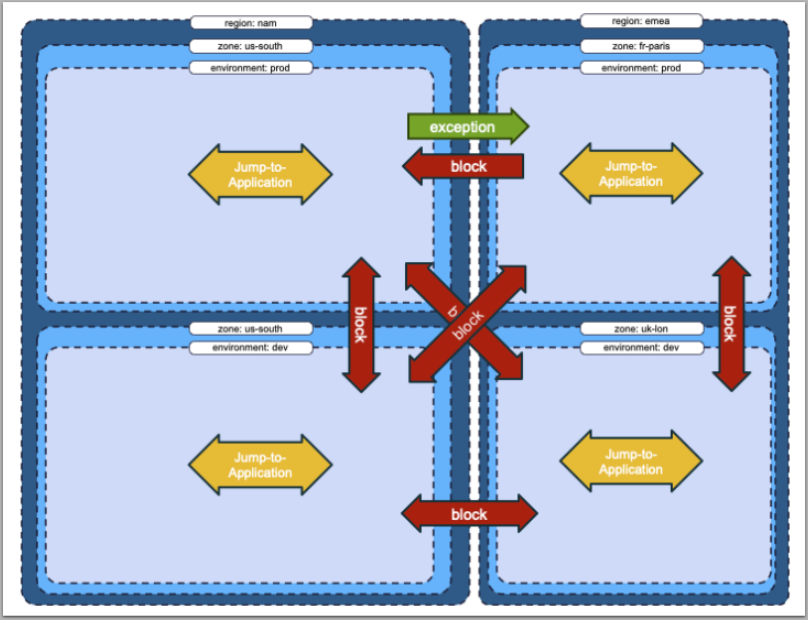 region: nam
region: emea
zone: us-south
zone: fr-paris
environment: prod
environment: prod
exception
block
Jump-to-
Application
Jump-to-
Application
block
block
block
zone: us-south
zone: uk-lon
environment: dev
environment: dev
Jump-to-
Application
Jump-to-
Application
block